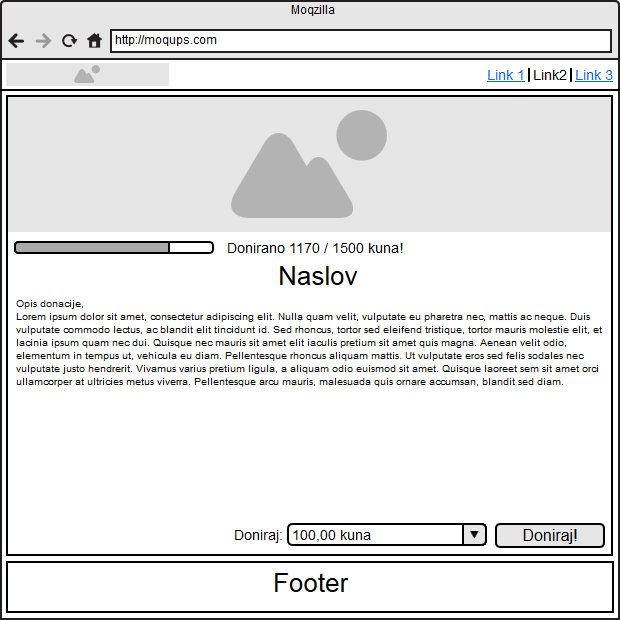 Moqzilla
http://moqups.com
Link 1 | Link2 | Link 3
Donirano 1170 / 1500 kuna!
Naslov
Opis donacije,
Lorem ipsum dolor sit amet, consectetur adipiscing elit. Nulla quam velit, vulputate eu pharetra nec, mattis ac neque. Duis
vulputate commodo lectus, ac blandit elit tincidunt id. Sed rhoncus, tortor sed eleifend tristique, tortor mauris molestie elit, et
lacinia ipsum quam nec dui. Quisque nec mauris sit amet elit iaculis pretium sit amet quis magna. Aenean velit odio,
elementum in tempus ut, vehicula eu diam. Pellentesque rhoncus aliquam mattis. Ut vulputate eros sed felis sodales nec
vulputate justo hendrerit. Vivamus varius pretium ligula, a aliquam odio euismod sit amet. Quisque laoreet sem sit amet orci
ullamcorper at ultricies metus viverra. Pellentesque arcu mauris, malesuada quis ornare accumsan, blandit sed diam.
Doniraj: 100,00 kuna Doniraj!
Footer